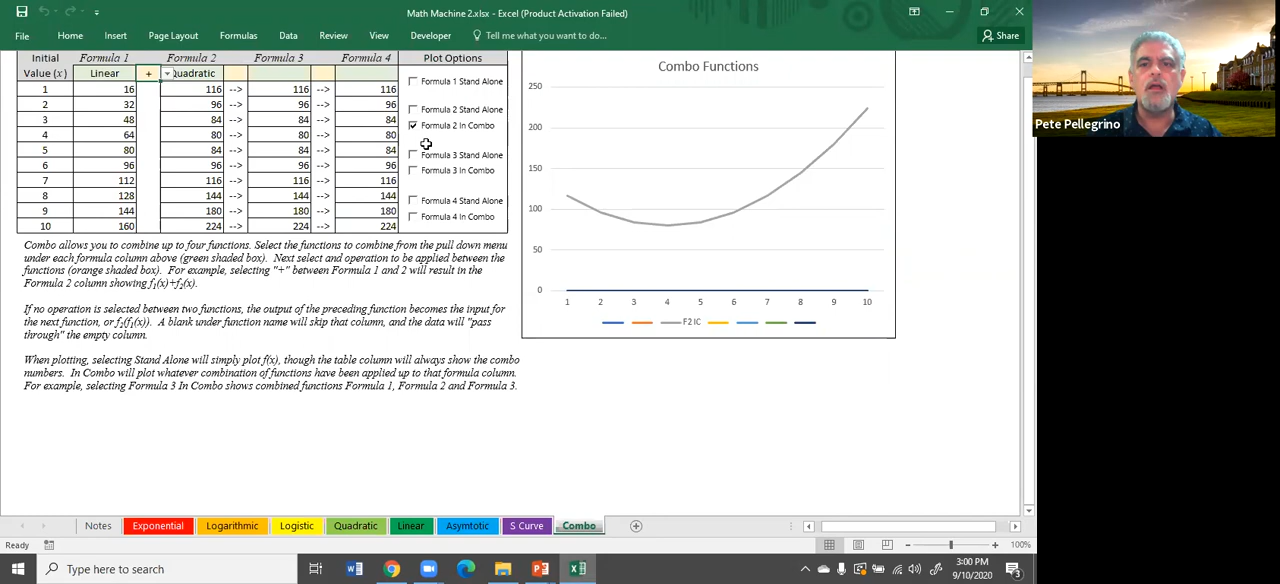 Math Machine 2.xlsx - Excel (Product Activation Failed)
File Home Insert Page Layout Formulas Data Review View Developer Tell me what you want to do... Share
Initial Formula 1 Formula 2 Formula 3 Formula 4 Plot Options
Value (x) Linear + Quadratic
1 16 116 --> 116 --> 116
2 32 96 --> 96 --> 96
3 48 84 --> 84 --> 84
4 64 80 --> 80 --> 80
5 80 84 --> 84 --> 84
6 96 96 --> 96 --> 96
7 112 116 --> 116 --> 116
8 128 144 --> 144 --> 144
9 144 180 --> 180 --> 180
10 160 224 --> 224 --> 224
Formula 1 Stand Alone
Formula 2 Stand Alone
Formula 2 In Combo
Formula 3 Stand Alone
Formula 3 In Combo
Formula 4 Stand Alone
Formula 4 In Combo
Combo Functions
250
200
150
100
50
0
1 2 3 4 5 6 7 8 9 10
F2 IC
Pete Pellegrino
Combo allows you to combine up to four functions. Select the functions to combine from the pull down menu
under each formula column above (green shaded box). Next select and operation to be applied between the
functions (orange shaded box). For example, selecting "+" between Formula 1 and 2 will result in the
Formula 2 column showing f1(x)+f2(x).
If no operation is selected between two functions, the output of the preceding function becomes the input for
the next function, or f2(f1(x)). A blank under function name will skip that column, and the data will "pass
through" the empty column.
When plotting, selecting Stand Alone will simply plot f(x), though the table column will always show the combo
numbers. In Combo will plot whatever combination of functions have been applied up to that formula column.
For example, selecting Formula 3 In Combo shows combined functions Formula 1, Formula 2 and Formula 3.
Notes Exponential Logarithmic Logistic Quadratic Linear Asymtotic S Curve Combo
Ready 100%
Type here to search
3:00 PM
9/10/2020
3